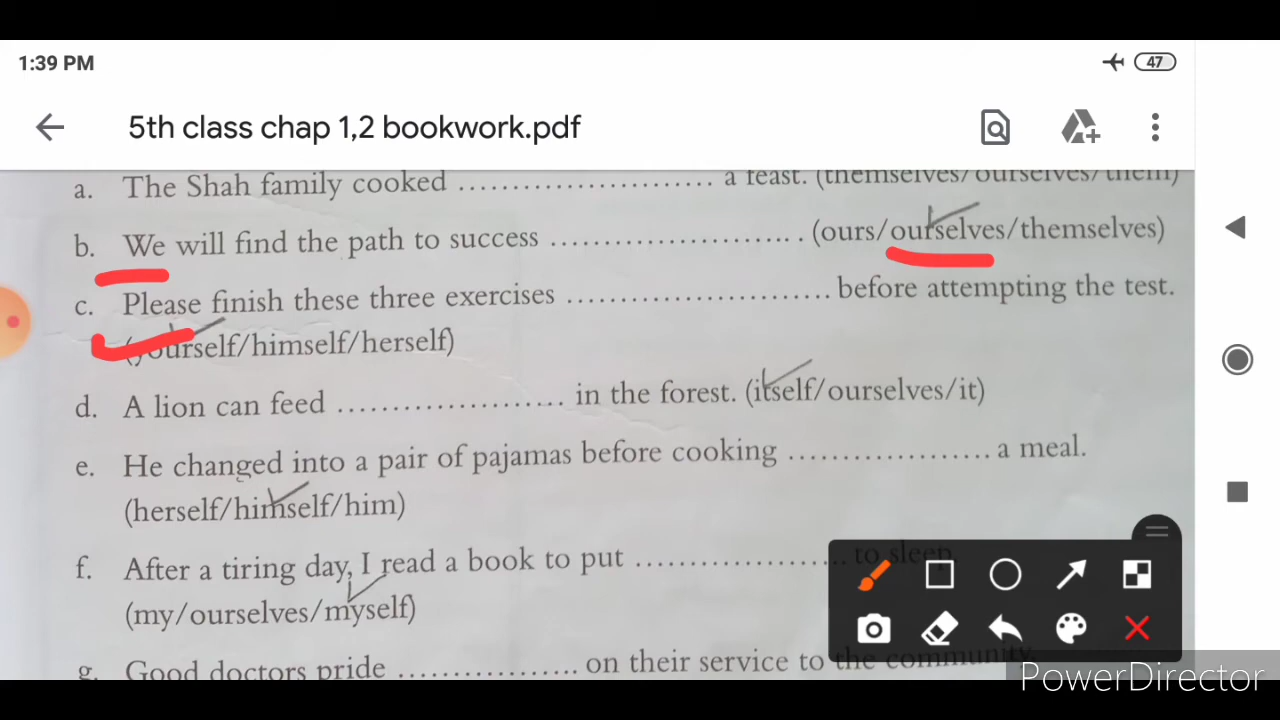 1:39 PM
47
5th class chap 1,2 bookwork.pdf
a. The Shah family cooked ........................ a feast. (themselves/ourselves/them)
b. We will find the path to success ........................ . (ours/ourselves/themselves)
c. Please finish these three exercises ........................ before attempting the test.
(yourself/himself/herself)
d. A lion can feed ..................... in the forest. (itself/ourselves/it)
e. He changed into a pair of pajamas before cooking ................... a meal.
(herself/himself/him)
f. After a tiring day, I read a book to put ................... to sleep.
(my/ourselves/myself)
g. Good doctors pride ................. on their service to the community.
PowerDirector